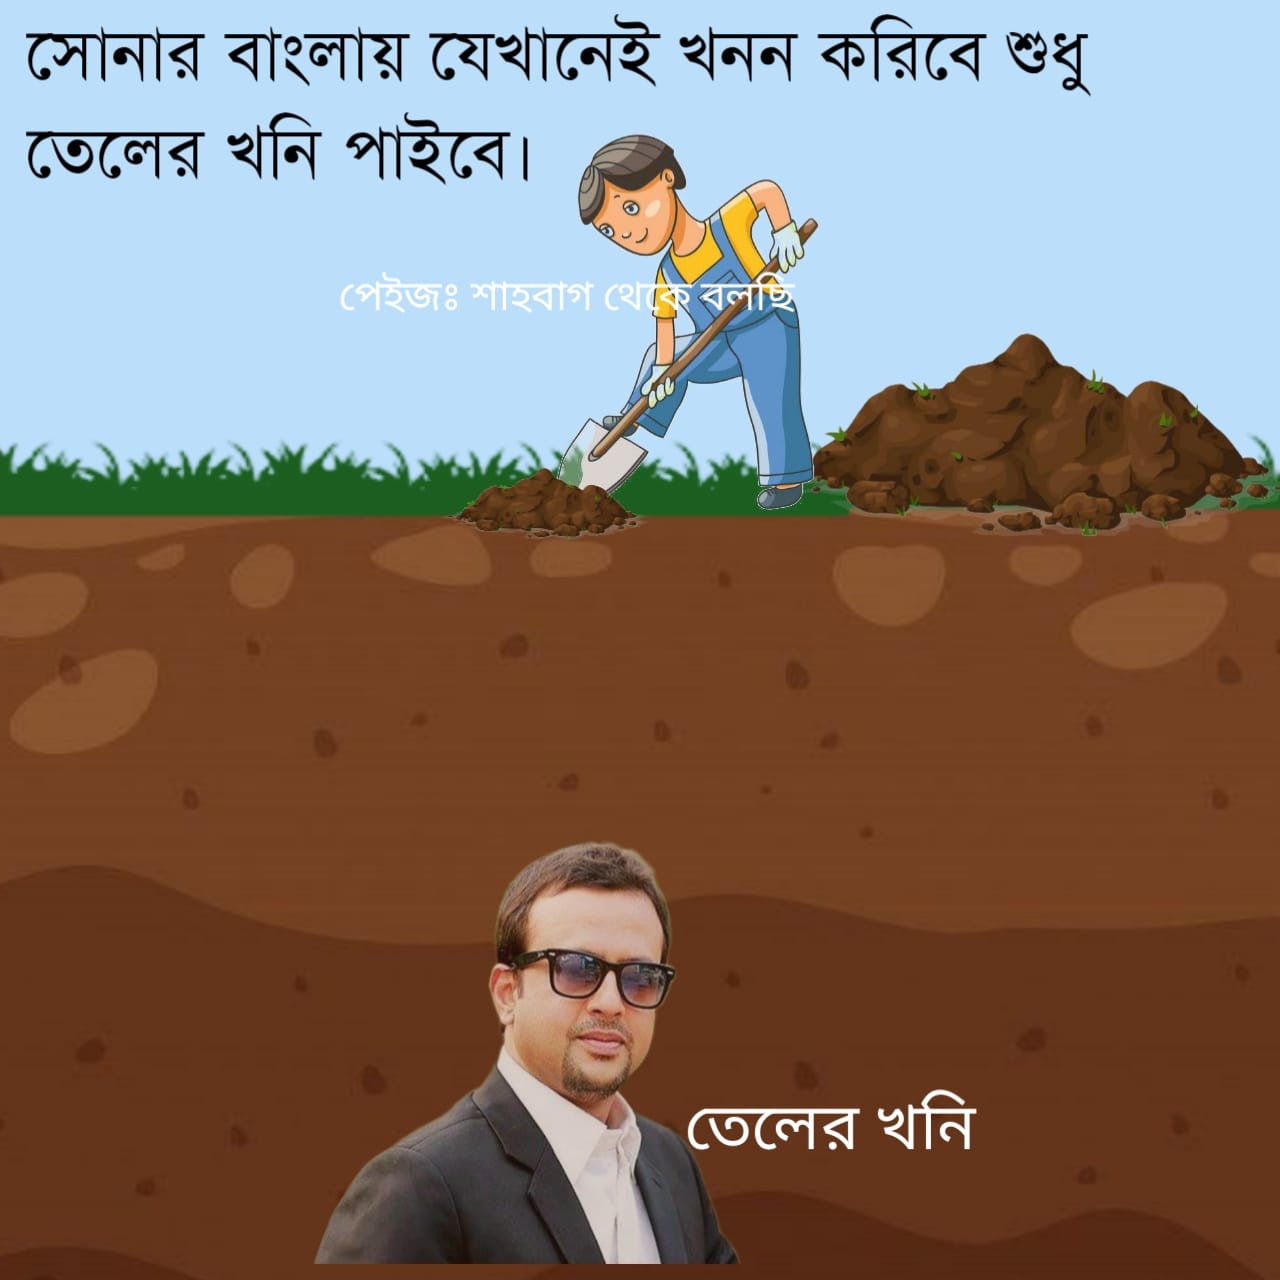 সোনার বাংলায় যেখানেই খনন করিবে শুধু
তেলের খনি পাইবে।
পেইজঃ শাহবাগ থেকে বলছি
তেলের খনি